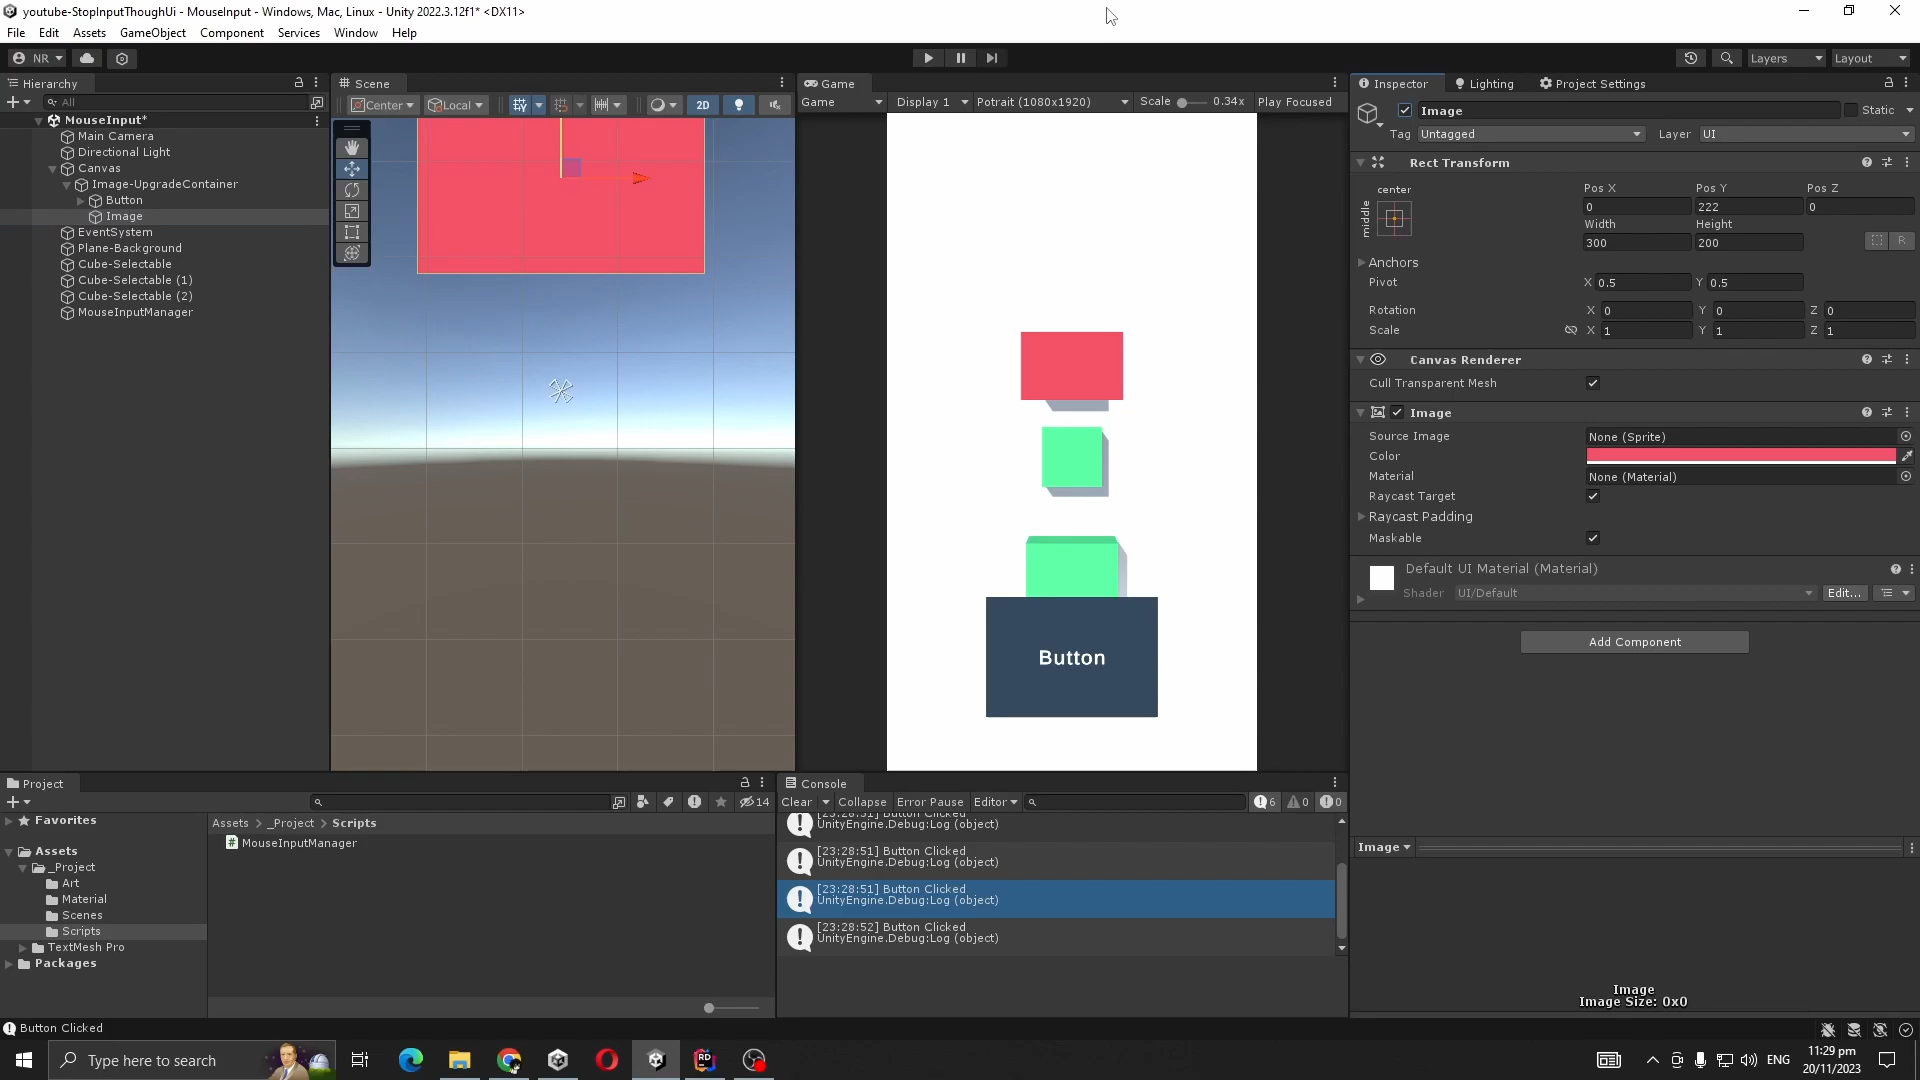 youtube-StopInputThoughUi - MouseInput - Windows, Mac, Linux - Unity 2022.3.12f1* <DX11>
File Edit Assets GameObject Component Services Window Help
NR Layers Layout
Hierarchy
All
MouseInput*
Main Camera
Directional Light
Canvas
Image-UpgradeContainer
Button
Image
EventSystem
Plane-Background
Cube-Selectable
Cube-Selectable (1)
Cube-Selectable (2)
MouseInputManager
Scene
Center Local 2D
Game
Game Display 1 Potrait (1080x1920) Scale 0.34x Play Focused
Button
Inspector Lighting Project Settings
Image Static
Tag Untagged Layer UI
Rect Transform
center
middle
Pos X Pos Y Pos Z
0 222 0
Width Height
300 200
R
Anchors
Pivot X 0.5 Y 0.5
Rotation X 0 Y 0 Z 0
Scale X 1 Y 1 Z 1
Canvas Renderer
Cull Transparent Mesh
Image
Source Image None (Sprite)
Color
Material None (Material)
Raycast Target
Raycast Padding
Maskable
Default UI Material (Material)
Shader UI/Default Edit...
Add Component
Image
Image
Image Size: 0x0
Project
14
Favorites
Assets
_Project
Art
Material
Scenes
Scripts
TextMesh Pro
Packages
Assets > _Project > Scripts
MouseInputManager
Console
Clear Collapse Error Pause Editor 6 0 0
[23:28:51] Button Clicked
UnityEngine.Debug:Log (object)
[23:28:51] Button Clicked
UnityEngine.Debug:Log (object)
[23:28:51] Button Clicked
UnityEngine.Debug:Log (object)
[23:28:52] Button Clicked
UnityEngine.Debug:Log (object)
Button Clicked
Type here to search
RD
ENG
11:29 pm
20/11/2023